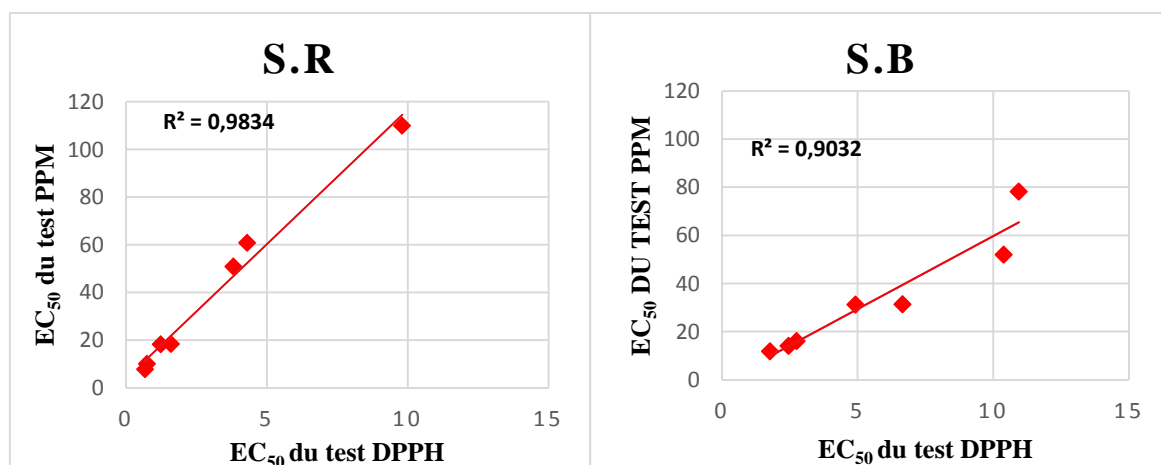 S.R
R² = 0,9834
EC₅₀ du test PPM
120
100
80
60
40
20
0
0 5 10 15
EC₅₀ du test DPPH
S.B
R² = 0,9032
EC₅₀ DU TEST PPM
120
100
80
60
40
20
0
0 5 10 15
EC₅₀ du test DPPH